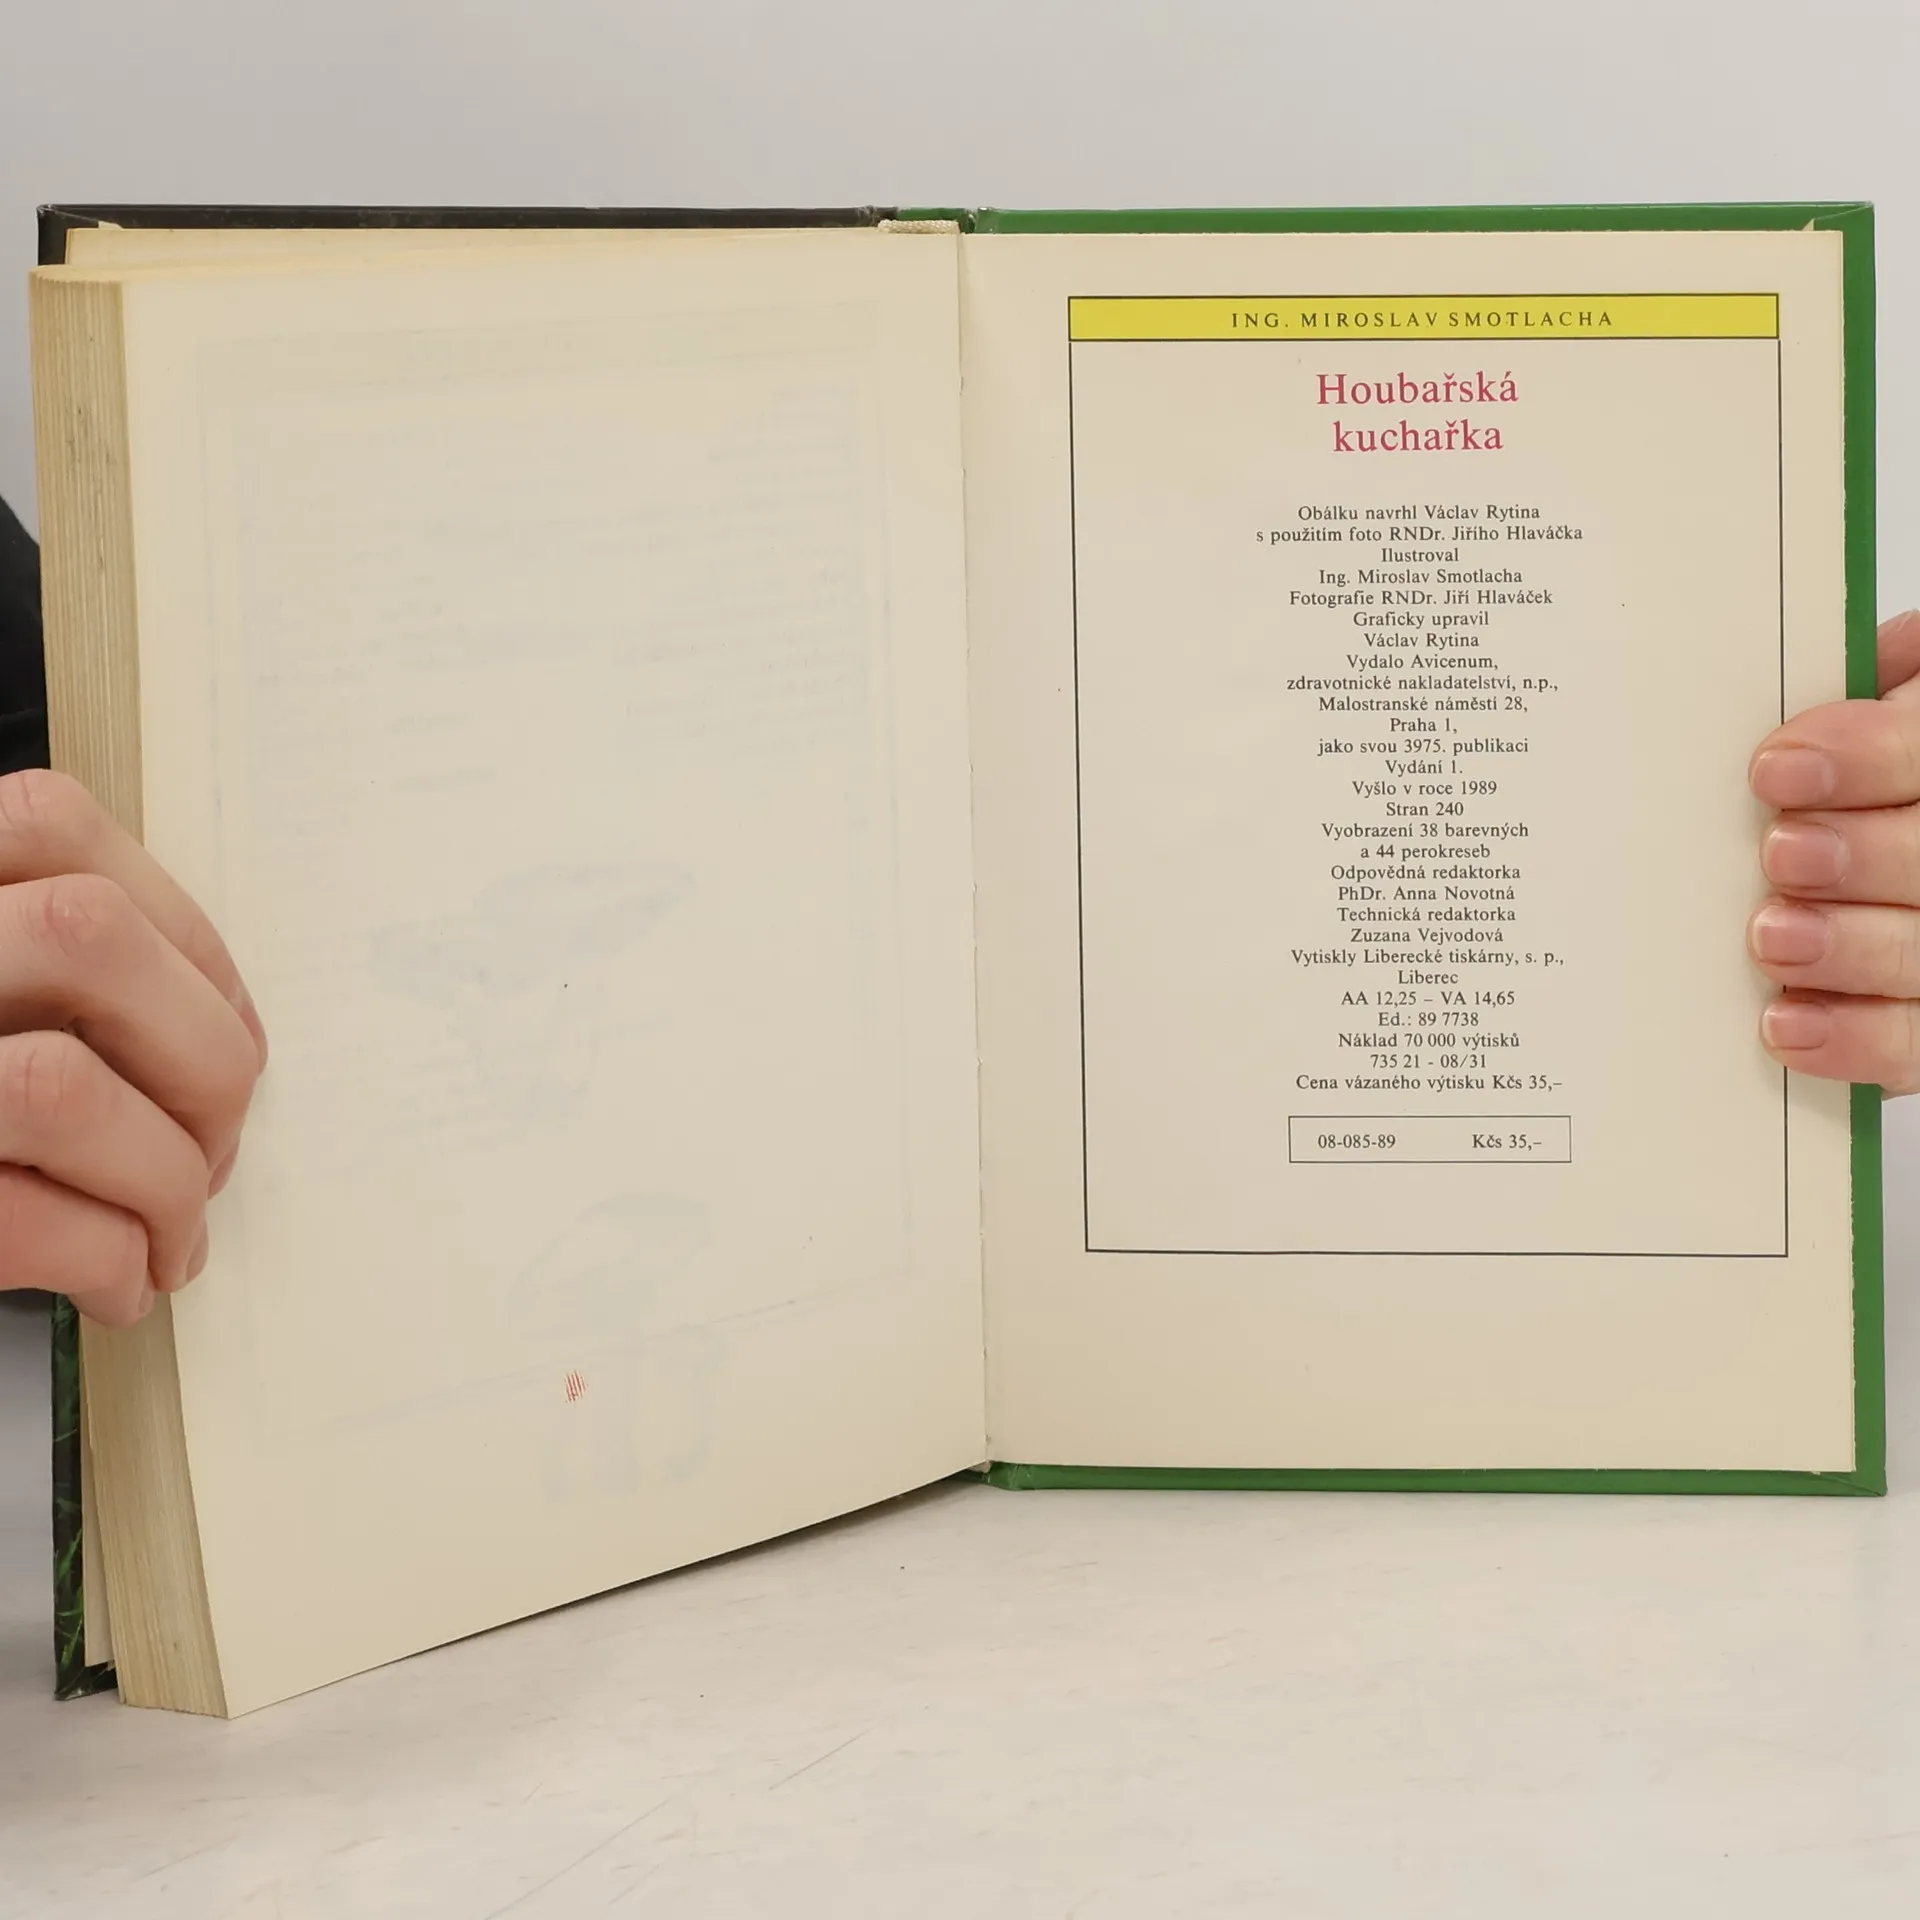 ING. MIROSLAV SMOTLACHA
Houbařská
kuchařka
Obálku navrhl Václav Rytina
s použitím foto RNDr. Jiřího Hlaváčka
Ilustroval
Ing. Miroslav Smotlacha
Fotografie RNDr. Jiří Hlaváček
Graficky upravil
Václav Rytina
Vydalo Avicenum,
zdravotnické nakladatelství, n.p.,
Malostranské náměstí 28,
Praha 1,
jako svou 3975. publikaci
Vydání 1.
Vyšlo v roce 1989
Stran 240
Vyobrazení 38 barevných
a 44 perokreseb
Odpovědná redaktorka
PhDr. Anna Novotná
Technická redaktorka
Zuzana Vejvodová
Vytiskly Liberecké tiskárny, s. p.,
Liberec
AA 12,25 – VA 14,65
Ed.: 89 7738
Náklad 70 000 výtisků
735 21 - 08/31
Cena vázaného výtisku Kčs 35,–
08-085-89 Kčs 35,–